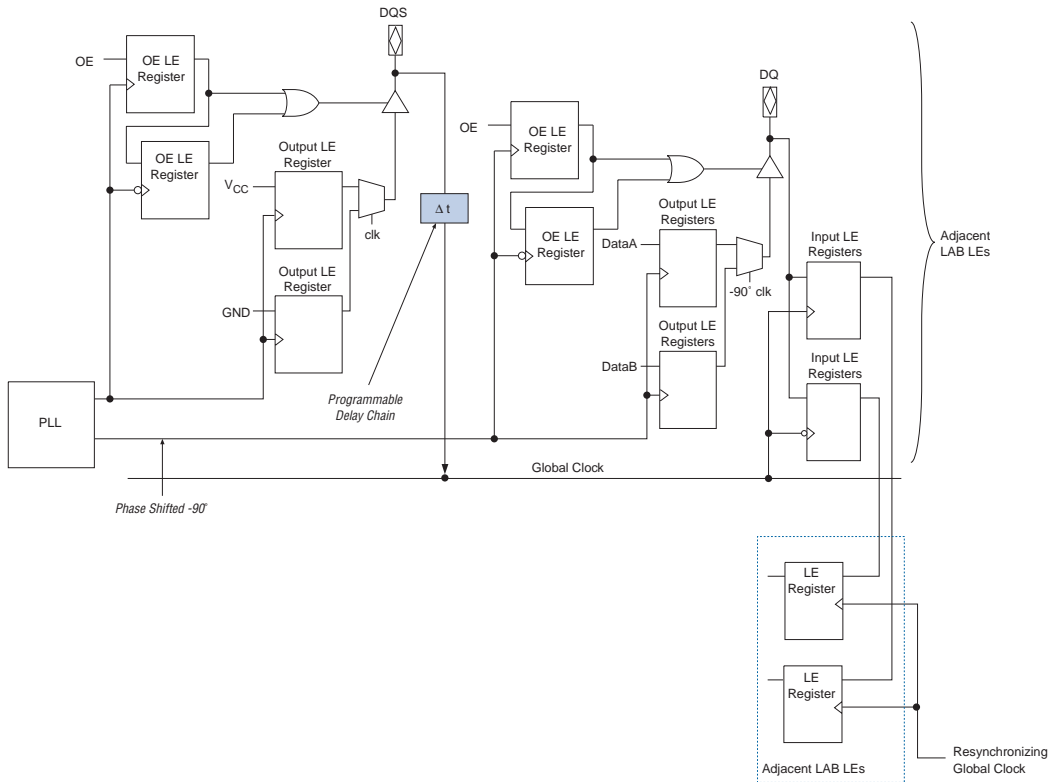 DQS
OE
OE LE
Register
OE LE
Register
V_CC
Output LE
Register
clk
Δ t
GND
Output LE
Register
PLL
Programmable
Delay Chain
Phase Shifted -90˚
Global Clock
DQ
OE
OE LE
Register
OE LE
Register
DataA
Output LE
Registers
-90˚ clk
DataB
Output LE
Registers
Input LE
Registers
Input LE
Registers
Adjacent
LAB LEs
LE
Register
LE
Register
Adjacent LAB LEs
Resynchronizing
Global Clock